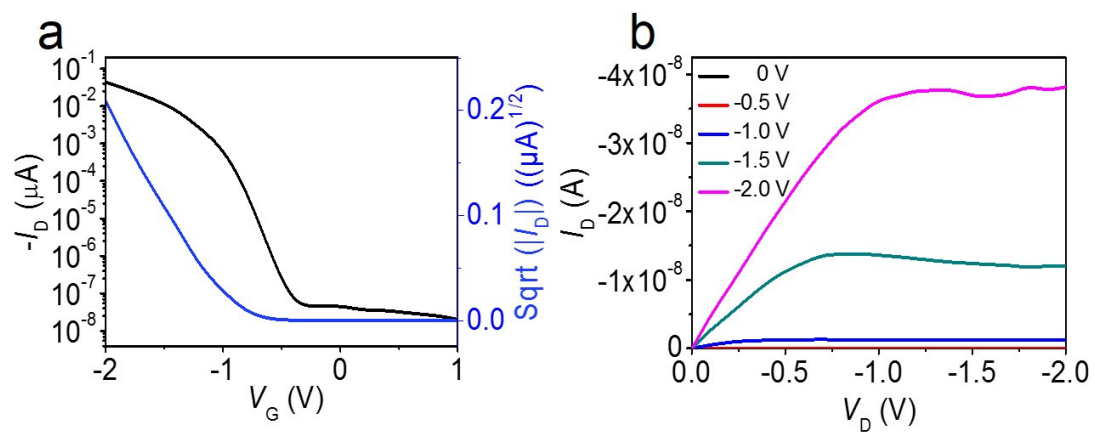 a
10⁻¹
10⁻²
10⁻³
10⁻⁴
10⁻⁵
10⁻⁶
10⁻⁷
10⁻⁸
-I_D (μA)
-2
-1
0
1
V_G (V)
0.2
0.1
0.0
Sqrt (|I_D|) ((μA)^1/2)
b
-4x10⁻⁸
-3x10⁻⁸
-2x10⁻⁸
-1x10⁻⁸
0
I_D (A)
0 V
-0.5 V
-1.0 V
-1.5 V
-2.0 V
0.0
-0.5
-1.0
-1.5
-2.0
V_D (V)